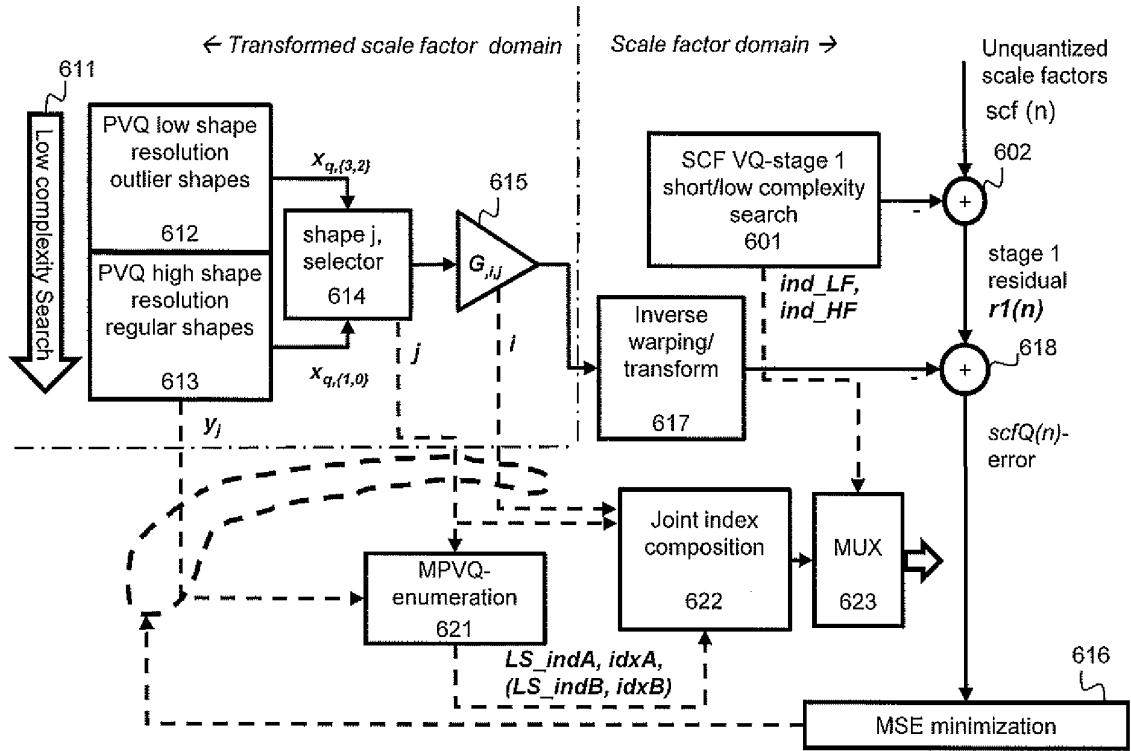 ← Transformed scale factor domain
Scale factor domain →
Unquantized
scale factors
scf (n)
611
Low complexity Search
PVQ low shape
resolution
outlier shapes
612
x_q,{3,2}
PVQ high shape
resolution
regular shapes
613
x_q,{1,0}
shape j,
selector
614
615
G,i,j
SCF VQ-stage 1
short/low complexity
search
601
602
+
-
ind_LF,
ind_HF
stage 1
residual
r1(n)
Inverse
warping/
transform
617
618
+
-
j
i
y_j
scfQ(n)-
error
MPVQ-
enumeration
621
Joint index
composition
622
MUX
623
LS_indA, idxA,
(LS_indB, idxB)
616
MSE minimization